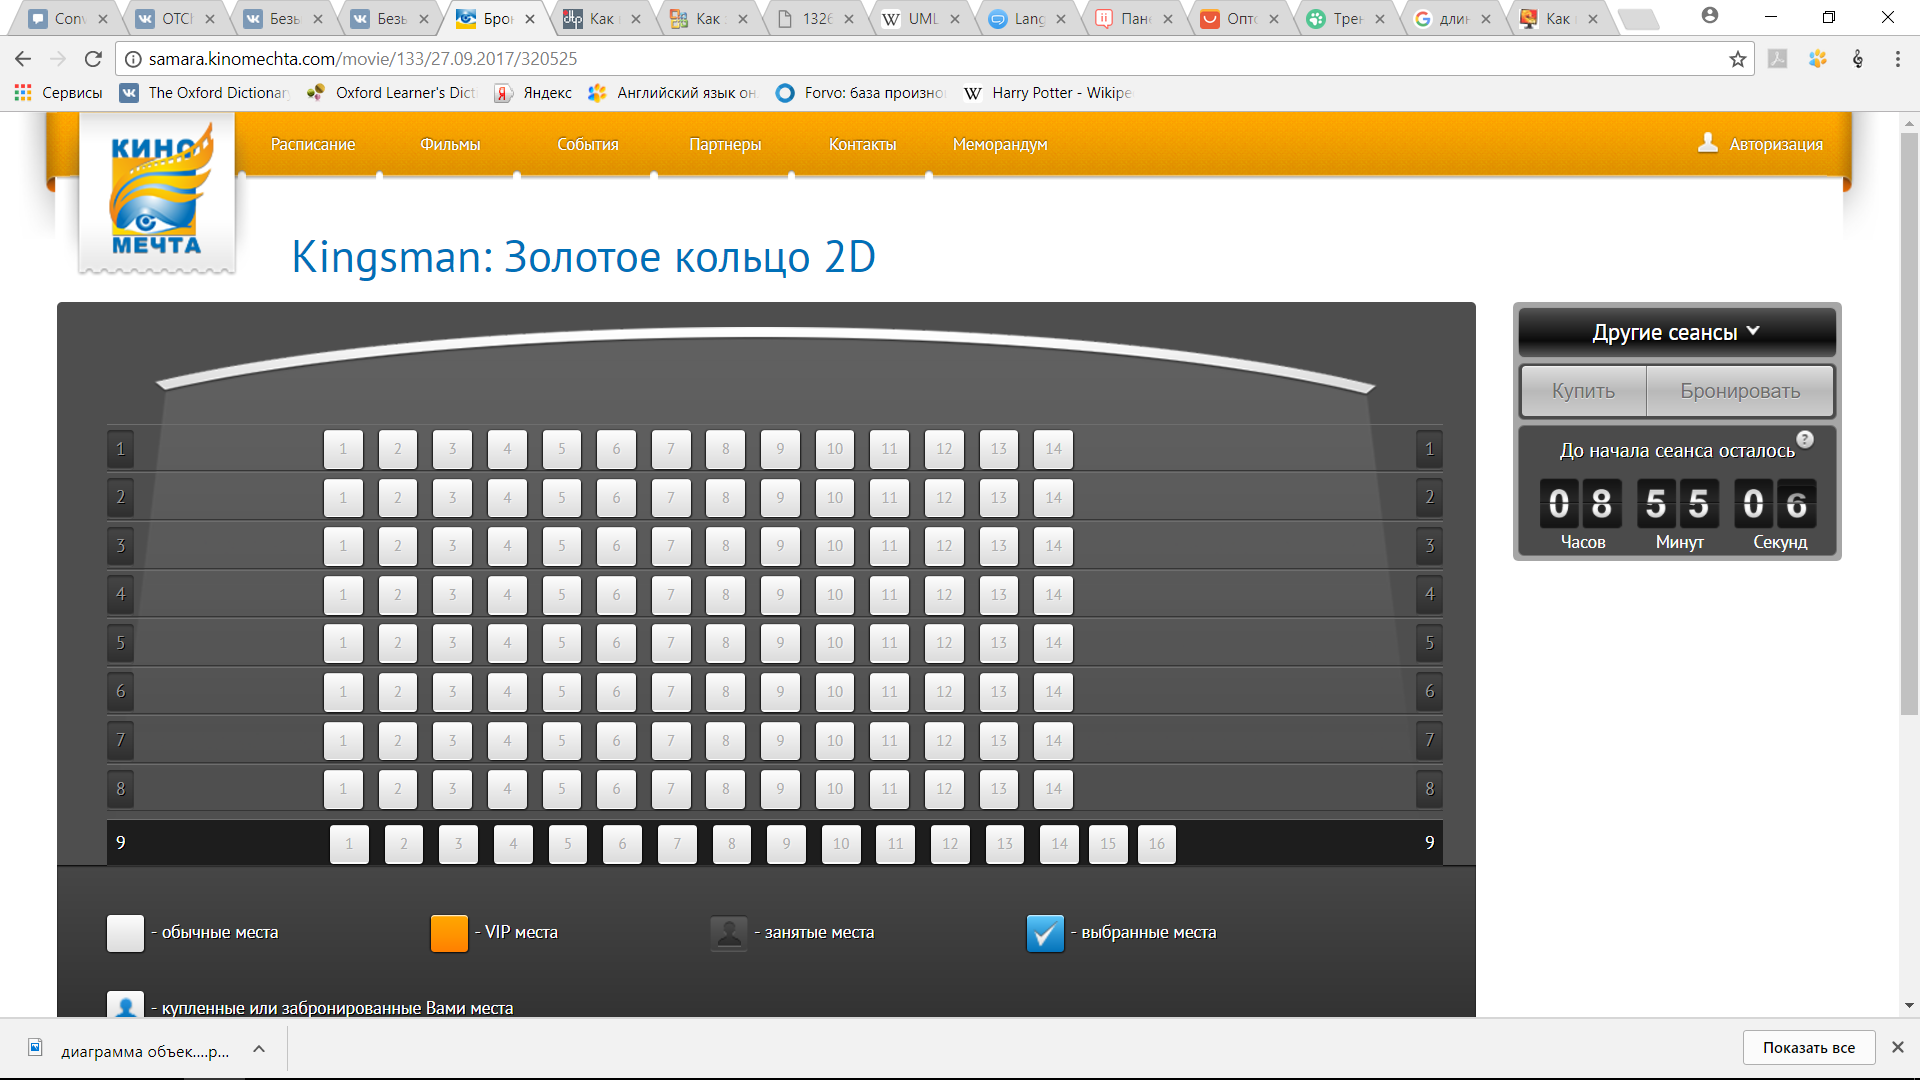 Conv ОТСІ Безь Безь Брон Как Как 1326 UML Lang Пане Опто Трен длин Как
samara.kinomechta.com/movie/133/27.09.2017/320525
Сервисы The Oxford Dictionar Oxford Learner's Dict Яндекс Английский язык он Forvo: база произно Harry Potter - Wikipe
КИНО МЕЧТА
Расписание Фильмы События Партнеры Контакты Меморандум Авторизация
Kingsman: Золотое кольцо 2D
Другие сеансы
Купить Бронировать
До начала сеанса осталось ?
08 55 06
Часов Минут Секунд
1 1 2 3 4 5 6 7 8 9 10 11 12 13 14 1
2 1 2 3 4 5 6 7 8 9 10 11 12 13 14 2
3 1 2 3 4 5 6 7 8 9 10 11 12 13 14 3
4 1 2 3 4 5 6 7 8 9 10 11 12 13 14 4
5 1 2 3 4 5 6 7 8 9 10 11 12 13 14 5
6 1 2 3 4 5 6 7 8 9 10 11 12 13 14 6
7 1 2 3 4 5 6 7 8 9 10 11 12 13 14 7
8 1 2 3 4 5 6 7 8 9 10 11 12 13 14 8
9 1 2 3 4 5 6 7 8 9 10 11 12 13 14 15 16 9
- обычные места - VIP места - занятые места - выбранные места
- купленные или забронированные Вами места
диаграмма объек....р... Показать все